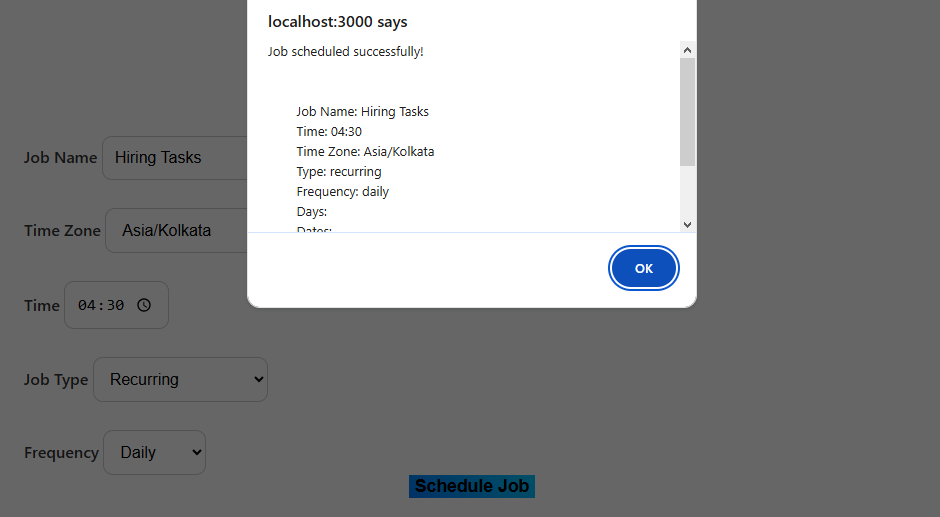 localhost:3000 says
Job scheduled successfully!
Job Name: Hiring Tasks
Time: 04:30
Time Zone: Asia/Kolkata
Type: recurring
Frequency: daily
Days:
Dates:
OK
Job Name Hiring Tasks
Time Zone Asia/Kolkata
Time 04:30
Job Type Recurring
Frequency Daily
Schedule Job